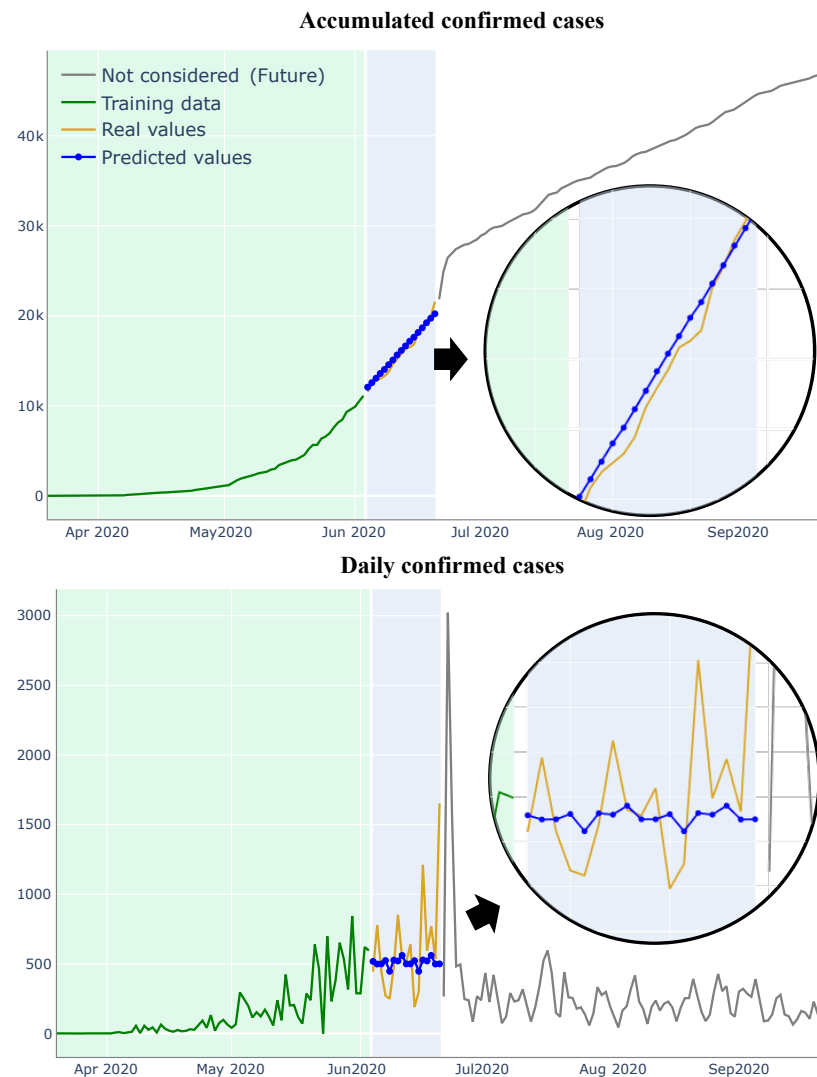 Accumulated confirmed cases
Not considered (Future)
Training data
Real values
Predicted values
40k
30k
20k
10k
0
Apr 2020 May2020 Jun 2020 Jul 2020 Aug 2020 Sep2020
Daily confirmed cases
3000
2500
2000
1500
1000
500
0
Apr 2020 May 2020 Jun2020 Jul2020 Aug 2020 Sep2020